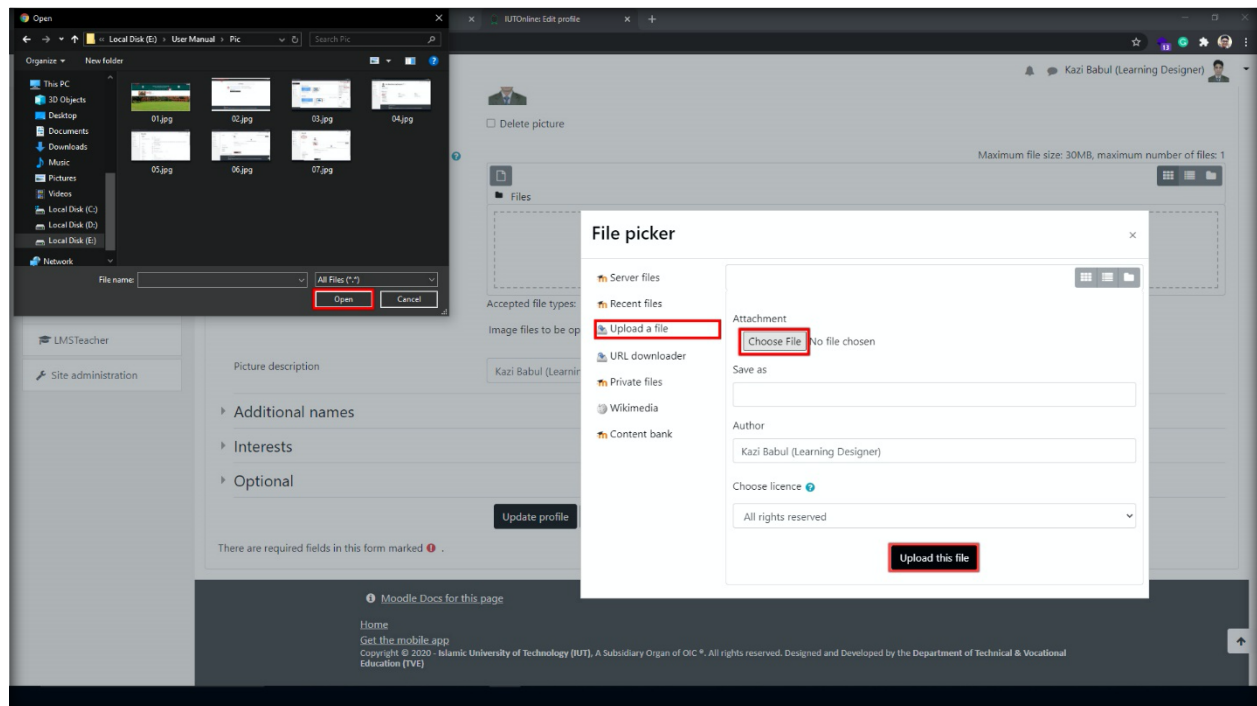 Open
IUTOnline: Edit profile
« Local Disk (E:) › User Manual › Pic
Search Pic
Organize
New folder
This PC
3D Objects
Desktop
Documents
Downloads
Music
Pictures
Videos
Local Disk (C:)
Local Disk (D:)
Local Disk (E:)
Network
01.jpg
02.jpg
03.jpg
04.jpg
05.jpg
06.jpg
07.jpg
File name:
All Files (*.*)
Open
Cancel
13
Kazi Babul (Learning Designer)
Delete picture
Maximum file size: 30MB, maximum number of files: 1
Files
Accepted file types:
Image files to be op
LMSTeacher
Site administration
Picture description
Kazi Babul (Learnin
Additional names
Interests
Optional
Update profile
There are required fields in this form marked .
File picker
×
Server files
Recent files
Upload a file
URL downloader
Private files
Wikimedia
Content bank
Attachment
Choose File No file chosen
Save as
Author
Kazi Babul (Learning Designer)
Choose licence
All rights reserved
Upload this file
Moodle Docs for this page
Home
Get the mobile app
Copyright © 2020 - Islamic University of Technology (IUT), A Subsidiary Organ of OIC ®. All rights reserved. Designed and Developed by the Department of Technical & Vocational
Education (TVE)